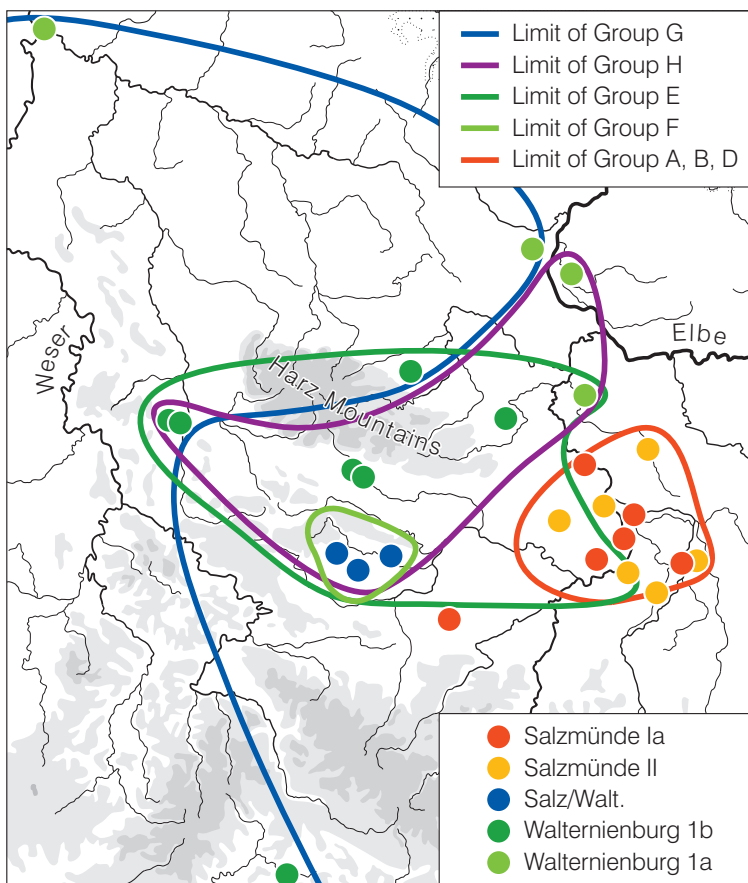 Limit of Group G
Limit of Group H
Limit of Group E
Limit of Group F
Limit of Group A, B, D
Weser
Elbe
Harz Mountains
Salzmünde Ia
Salzmünde II
Salz/Walt.
Walternienburg 1b
Walternienburg 1a